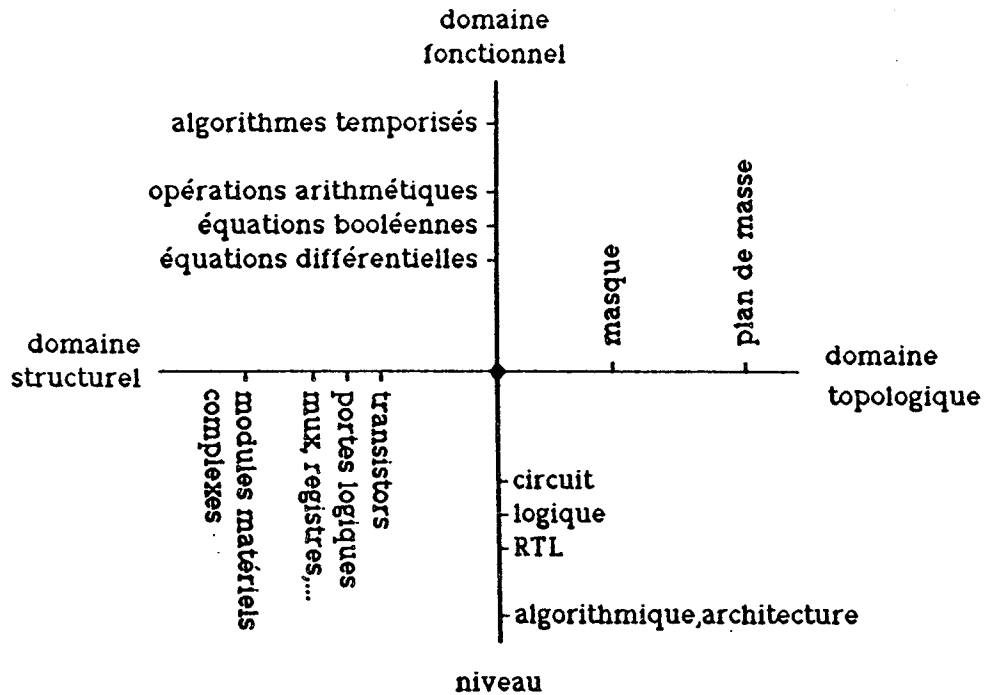 domaine
fonctionnel
algorithmes temporisés
opérations arithmétiques
équations booléennes
équations différentielles
masque
plan de masse
domaine
structurel
domaine
topologique
complexes
modules matériels
mux, registres,...
portes logiques
transistors
circuit
logique
RTL
algorithmique,architecture
niveau